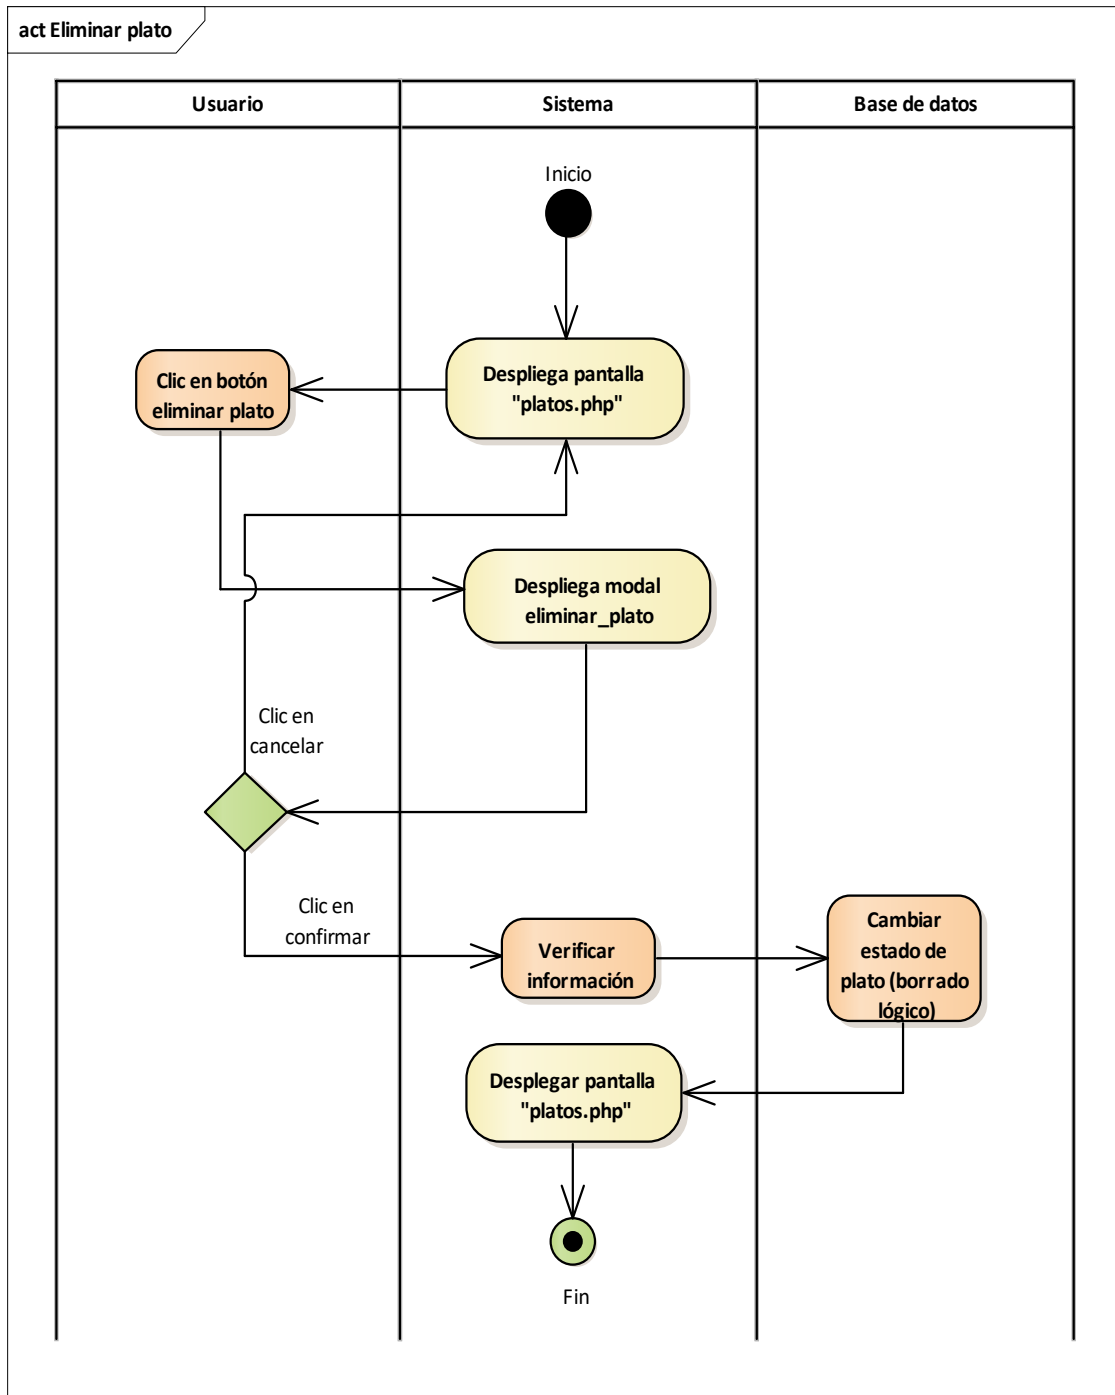 act Eliminar plato
Usuario
Sistema
Base de datos
Inicio
Despliega pantalla
"platos.php"
Clic en botón
eliminar plato
Despliega modal
eliminar_plato
Clic en
cancelar
Clic en
confirmar
Verificar
información
Cambiar
estado de
plato (borrado
lógico)
Desplegar pantalla
"platos.php"
Fin